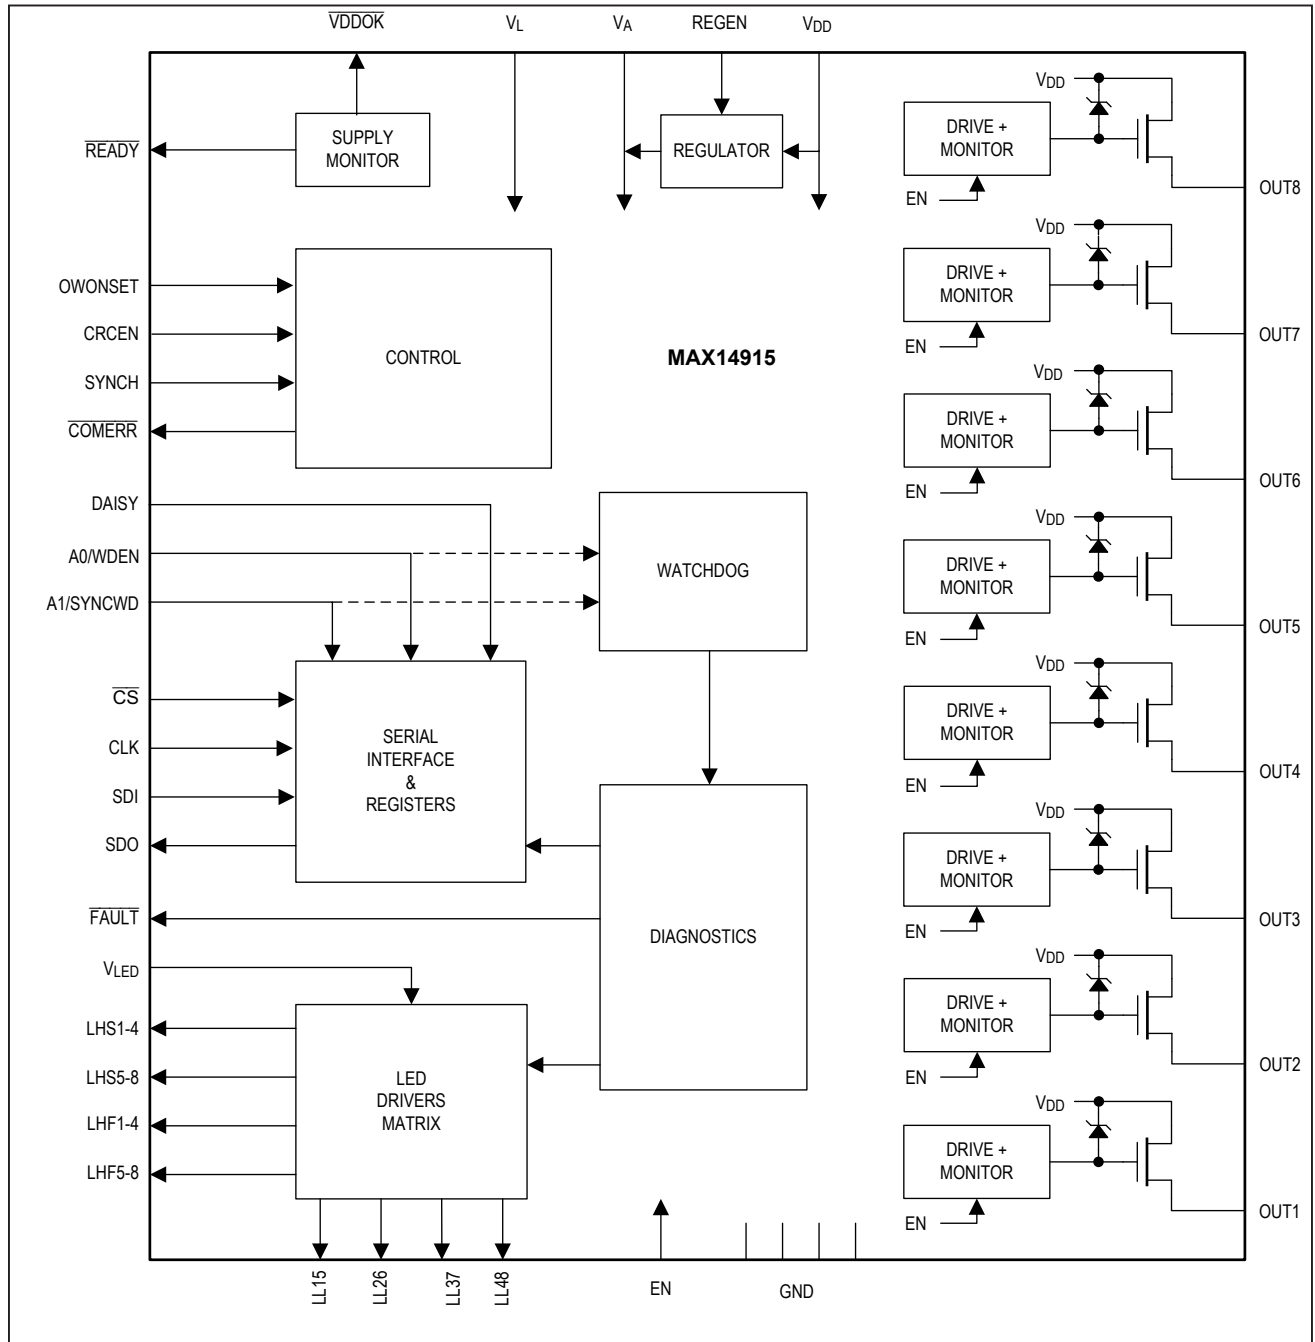 VDDOK
VL
VA
REGEN
VDD
READY
SUPPLY
MONITOR
REGULATOR
OWONSET
CRCEN
SYNCH
COMERR
CONTROL
MAX14915
DAISY
A0/WDEN
A1/SYNCWD
WATCHDOG
CS
CLK
SDI
SDO
SERIAL
INTERFACE
&
REGISTERS
FAULT
DIAGNOSTICS
VLED
LHS1-4
LHS5-8
LHF1-4
LHF5-8
LED
DRIVERS
MATRIX
LL15
LL26
LL37
LL48
EN
GND
VDD
DRIVE +
MONITOR
EN
OUT8
VDD
DRIVE +
MONITOR
EN
OUT7
VDD
DRIVE +
MONITOR
EN
OUT6
VDD
DRIVE +
MONITOR
EN
OUT5
VDD
DRIVE +
MONITOR
EN
OUT4
VDD
DRIVE +
MONITOR
EN
OUT3
VDD
DRIVE +
MONITOR
EN
OUT2
VDD
DRIVE +
MONITOR
EN
OUT1